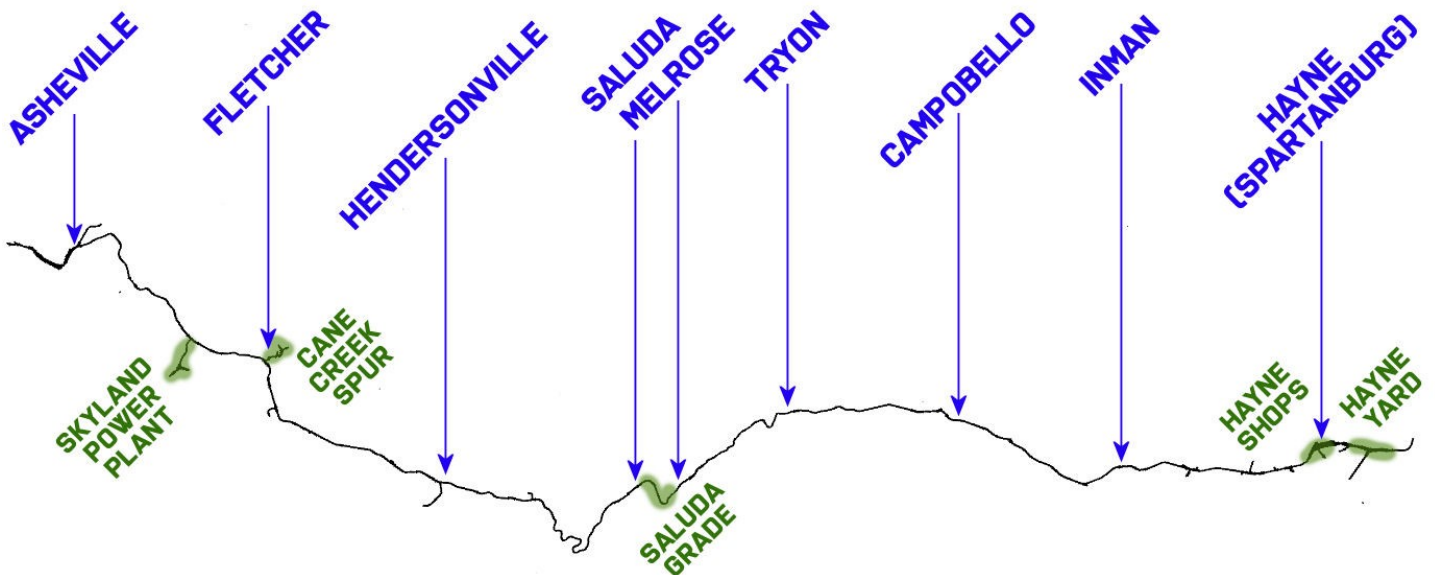 ASHEVILLE
FLETCHER
HENDERSONVILLE
SALUDA
MELROSE
TRYON
CAMPOBELLO
INMAN
HAYNE
(SPARTANBURG)
SKYLAND
POWER
PLANT
CANE
CREEK
SPUR
SALUDA
GRADE
HAYNE
SHOPS
HAYNE
YARD